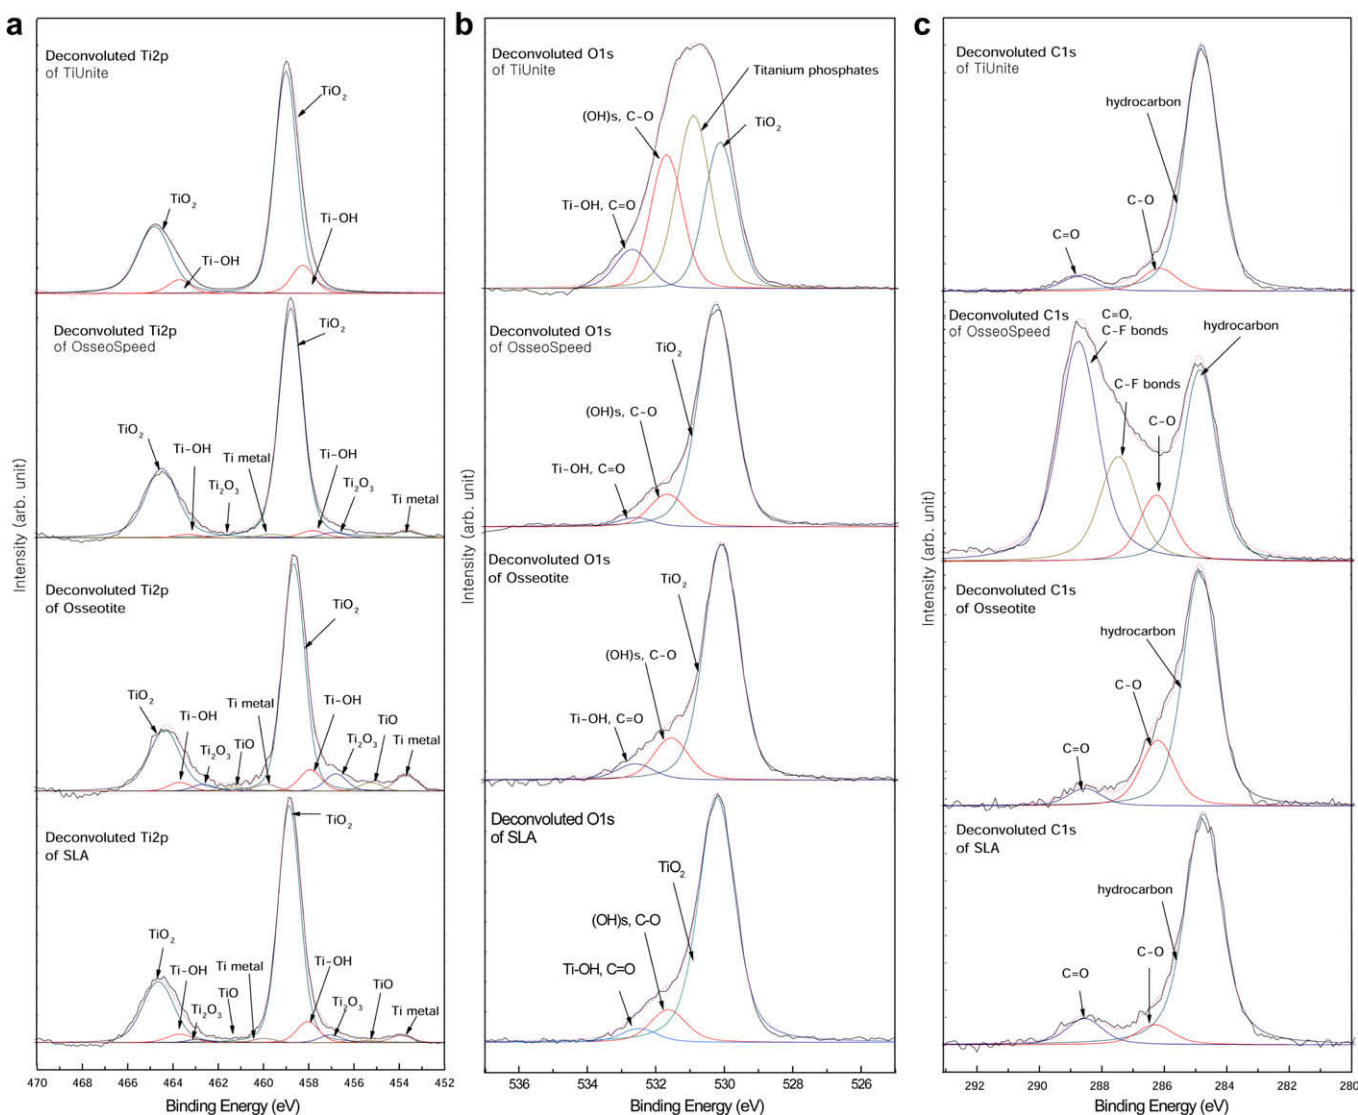 a
Deconvoluted Ti2p
of TiUnite
TiO2
TiO2
Ti-OH
Ti-OH
Deconvoluted Ti2p
of OsseoSpeed
TiO2
TiO2
Ti-OH
Ti metal
Ti2O3
Ti-OH
Ti2O3
Ti metal
Deconvoluted Ti2p
of Osseotite
TiO2
TiO2
Ti-OH
Ti2O3
TiO
Ti metal
Ti-OH
Ti2O3
TiO
Ti metal
Deconvoluted Ti2p
of SLA
TiO2
TiO2
Ti-OH
Ti2O3
TiO
Ti metal
Ti-OH
Ti2O3
TiO
Ti metal
Intensity (arb. unit)
470 466 464 462 460 458 456 454 452
Binding Energy (eV)
b
Deconvoluted O1s
of TiUnite
Titanium phosphates
(OH)s, C-O
TiO2
Ti-OH, C=O
Deconvoluted O1s
of OsseoSpeed
TiO2
(OH)s, C-O
Ti-OH, C=O
Deconvoluted O1s
of Osseotite
TiO2
(OH)s, C-O
Ti-OH, C=O
Deconvoluted O1s
of SLA
TiO2
(OH)s, C-O
Ti-OH, C=O
Intensity (arb. unit)
536 534 532 530 528 526
Binding Energy (eV)
c
Deconvoluted C1s
of TiUnite
hydrocarbon
C-O
C=O
Deconvoluted C1s
of OsseoSpeed
C=O,
C-F bonds
hydrocarbon
C-F bonds
C-O
Deconvoluted C1s
of Osseotite
hydrocarbon
C-O
C=O
Deconvoluted C1s
of SLA
hydrocarbon
C-O
C=O
Intensity (arb. unit)
292 290 288 286 284 282 280
Binding Energy (eV)